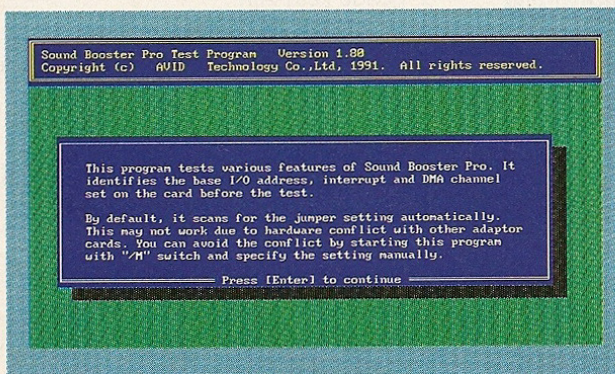 Sound Booster Pro Test Program Version 1.80
Copyright (c) AVID Technology Co.,Ltd, 1991. All rights reserved.
This program tests various features of Sound Booster Pro. It
identifies the base I/O address, interrupt and DMA channel
set on the card before the test.
By default, it scans for the jumper setting automatically.
This may not work due to hardware conflict with other adaptor
cards. You can avoid the conflict by starting this program
with "/M" switch and specify the setting manually.
Press [Enter] to continue